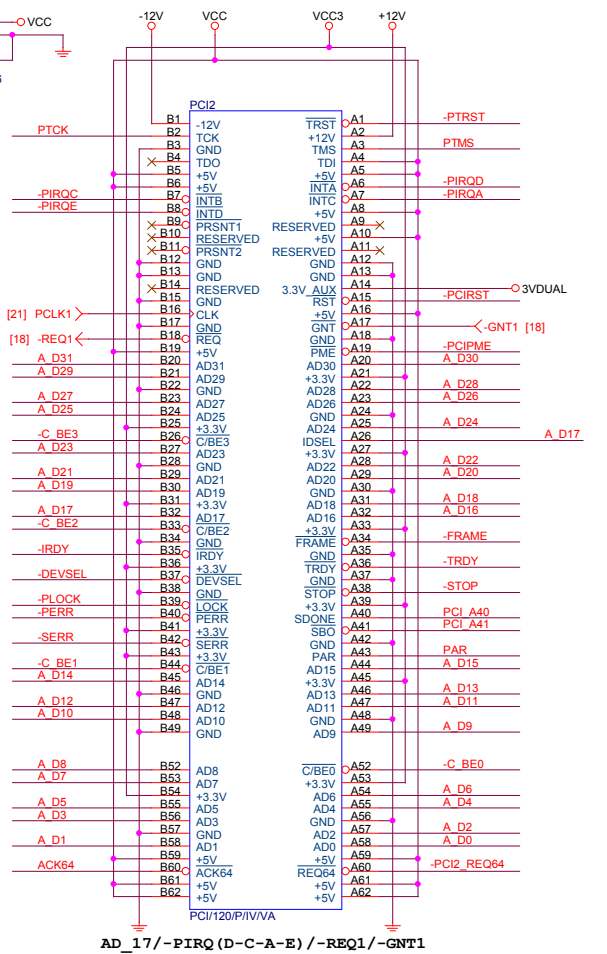 -12V VCC VCC3 +12V
VCC
PCI2
B1 -12V TRST A1 -PTRST
PTCK B2 TCK +12V A2
B3 GND TMS A3 PTMS
B4 TDO TDI A4
B5 +5V +5V A5
B6 +5V INTA A6 -PIRQD
-PIRQC B7 INTB INTC A7 -PIRQA
-PIRQE B8 INTD +5V A8
B9 PRSNT1 RESERVED A9
B10 RESERVED +5V A10
B11 PRSNT2 RESERVED A11
B12 GND GND A12
B13 GND GND A13
B14 RESERVED 3.3V_AUX A14 3VDUAL
B15 GND RST A15 -PCIRST
[21] PCLK1 B16 CLK +5V A16
B17 GND GNT A17 -GNT1 [18]
[18] -REQ1 B18 REQ GND A18
B19 +5V PME A19 -PCIPME
A_D31 B20 AD31 AD30 A20 A_D30
A_D29 B21 AD29 +3.3V A21
B22 GND AD28 A22 A_D28
A_D27 B23 AD27 AD26 A23 A_D26
A_D25 B24 AD25 GND A24
B25 +3.3V AD24 A25 A_D24
-C_BE3 B26 C/BE3 IDSEL A26 A_D17
A_D23 B27 AD23 +3.3V A27
B28 GND AD22 A28 A_D22
A_D21 B29 AD21 AD20 A29 A_D20
A_D19 B30 AD19 GND A30
B31 +3.3V AD18 A31 A_D18
A_D17 B32 AD17 AD16 A32 A_D16
-C_BE2 B33 C/BE2 +3.3V A33
B34 GND FRAME A34 -FRAME
-IRDY B35 IRDY GND A35
B36 +3.3V TRDY A36 -TRDY
-DEVSEL B37 DEVSEL GND A37
B38 GND STOP A38 -STOP
-PLOCK B39 LOCK +3.3V A39
-PERR B40 PERR SDONE A40 PCI_A40
B41 +3.3V SBO A41 PCI_A41
-SERR B42 SERR GND A42
B43 +3.3V PAR A43 PAR
-C_BE1 B44 C/BE1 AD15 A44 A_D15
A_D14 B45 AD14 +3.3V A45
B46 GND AD13 A46 A_D13
A_D12 B47 AD12 AD11 A47 A_D11
A_D10 B48 AD10 GND A48
B49 GND AD9 A49 A_D9
A_D8 B52 AD8 C/BE0 A52 -C_BE0
A_D7 B53 AD7 +3.3V A53
B54 +3.3V AD6 A54 A_D6
A_D5 B55 AD5 AD4 A55 A_D4
A_D3 B56 AD3 GND A56
B57 GND AD2 A57 A_D2
A_D1 B58 AD1 AD0 A58 A_D0
B59 +5V +5V A59
ACK64 B60 ACK64 REQ64 A60 -PCI2_REQ64
B61 +5V +5V A61
B62 +5V +5V A62
PCI/120/P/IV/VA
AD_17/-PIRQ(D-C-A-E)/-REQ1/-GNT1